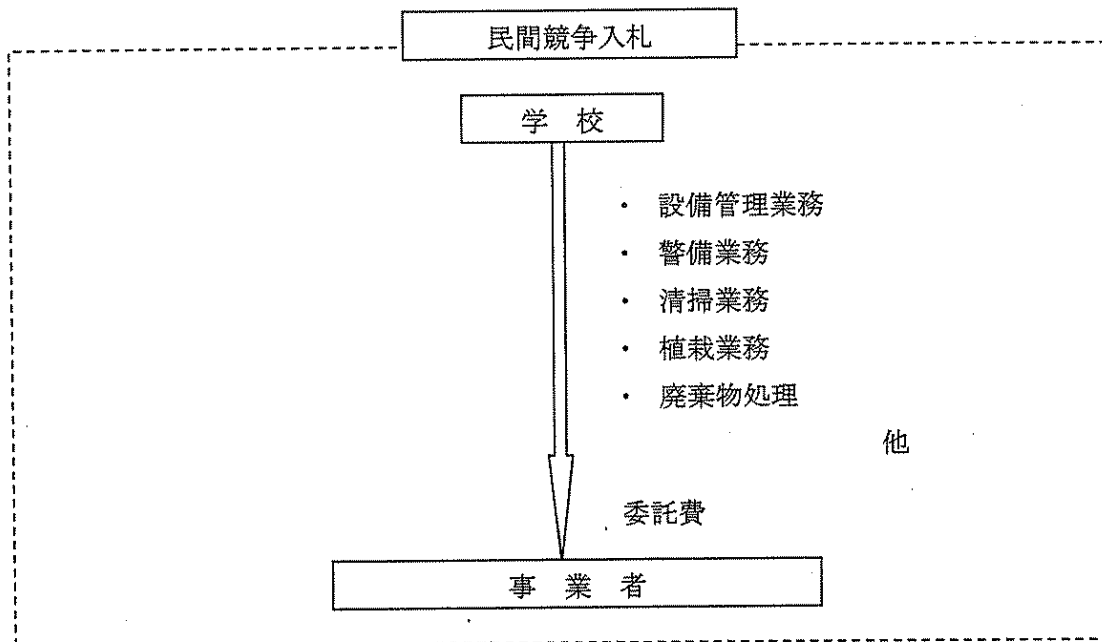 民間競争入札
学 校
・ 設備管理業務
・ 警備業務
・ 清掃業務
・ 植栽業務
・ 廃棄物処理
他
委託費
事 業 者